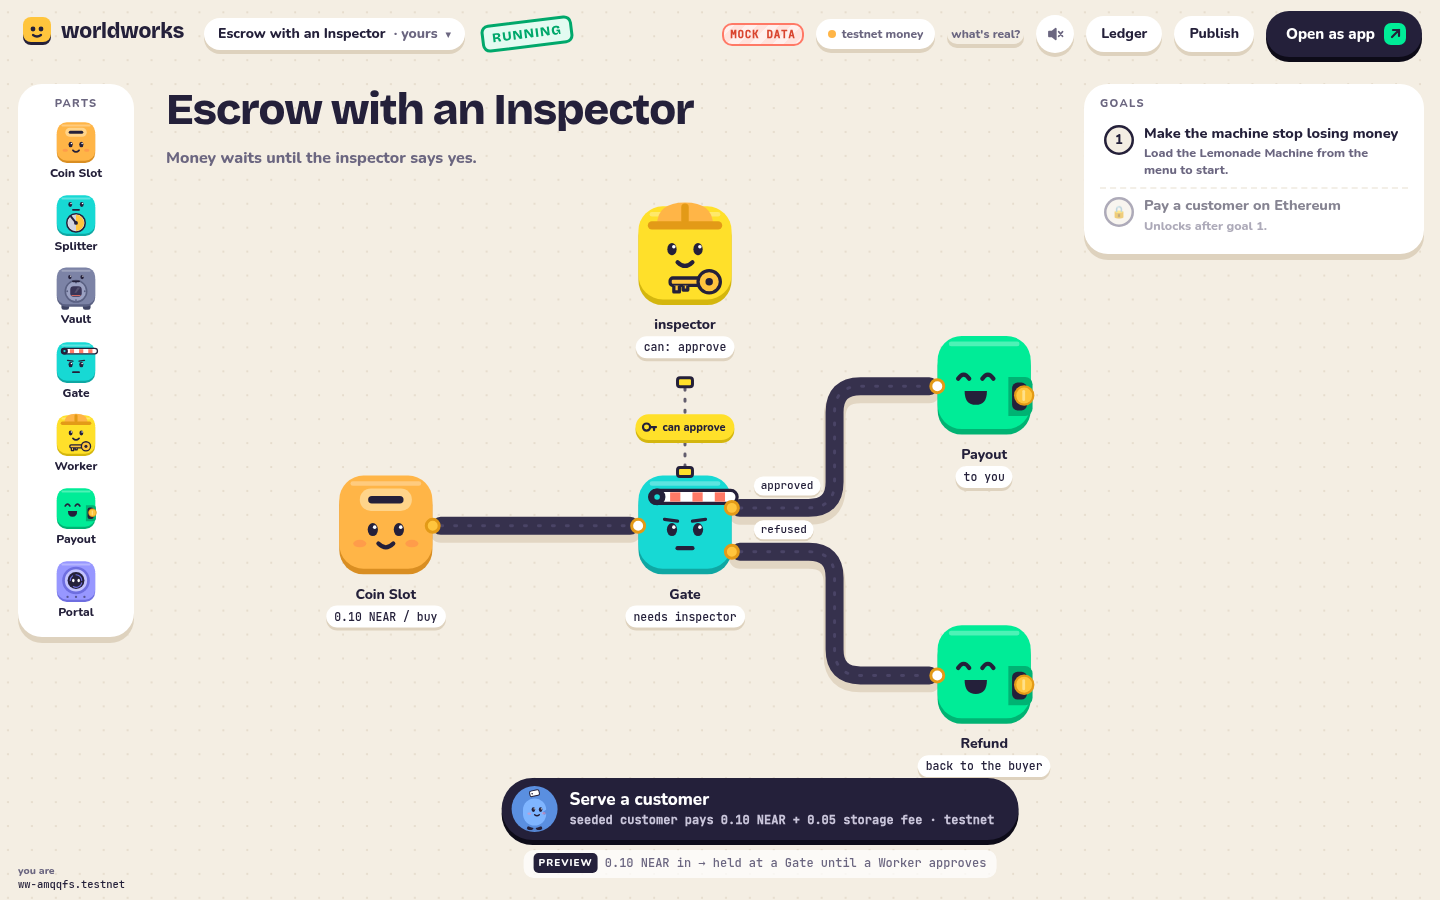 worldworks
Escrow with an Inspector · yours ▾
RUNNING
MOCK DATA
testnet money
what's real?
Ledger
Publish
Open as app
PARTS
Coin Slot
Splitter
Vault
Gate
Worker
Payout
Portal
Escrow with an Inspector
Money waits until the inspector says yes.
GOALS
1
Make the machine stop losing money
Load the Lemonade Machine from the
menu to start.
Pay a customer on Ethereum
Unlocks after goal 1.
inspector
can: approve
can approve
approved
refused
Coin Slot
0.10 NEAR / buy
Gate
needs inspector
Payout
to you
Refund
back to the buyer
Serve a customer
seeded customer pays 0.10 NEAR + 0.05 storage fee · testnet
PREVIEW 0.10 NEAR in → held at a Gate until a Worker approves
you are
ww-amqqfs.testnet